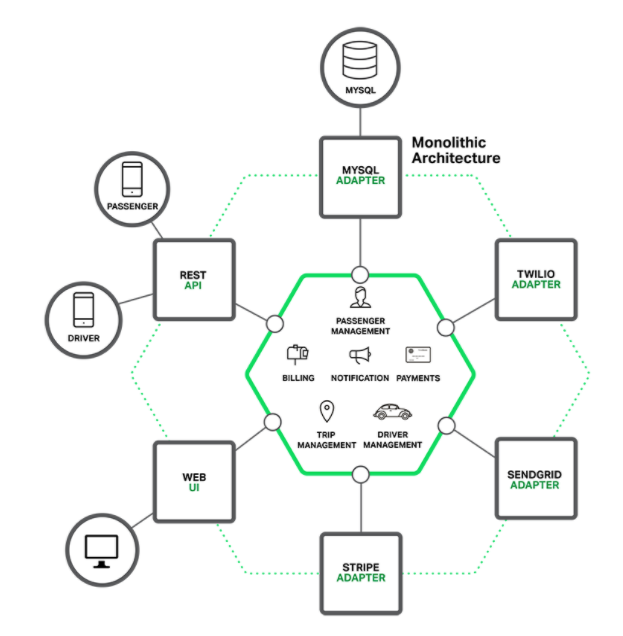 MYSQL
Monolithic
Architecture
MYSQL
ADAPTER
PASSENGER
REST
API
TWILIO
ADAPTER
DRIVER
PASSENGER
MANAGEMENT
BILLING
NOTIFICATION
PAYMENTS
TRIP
MANAGEMENT
DRIVER
MANAGEMENT
WEB
UI
SENDGRID
ADAPTER
STRIPE
ADAPTER